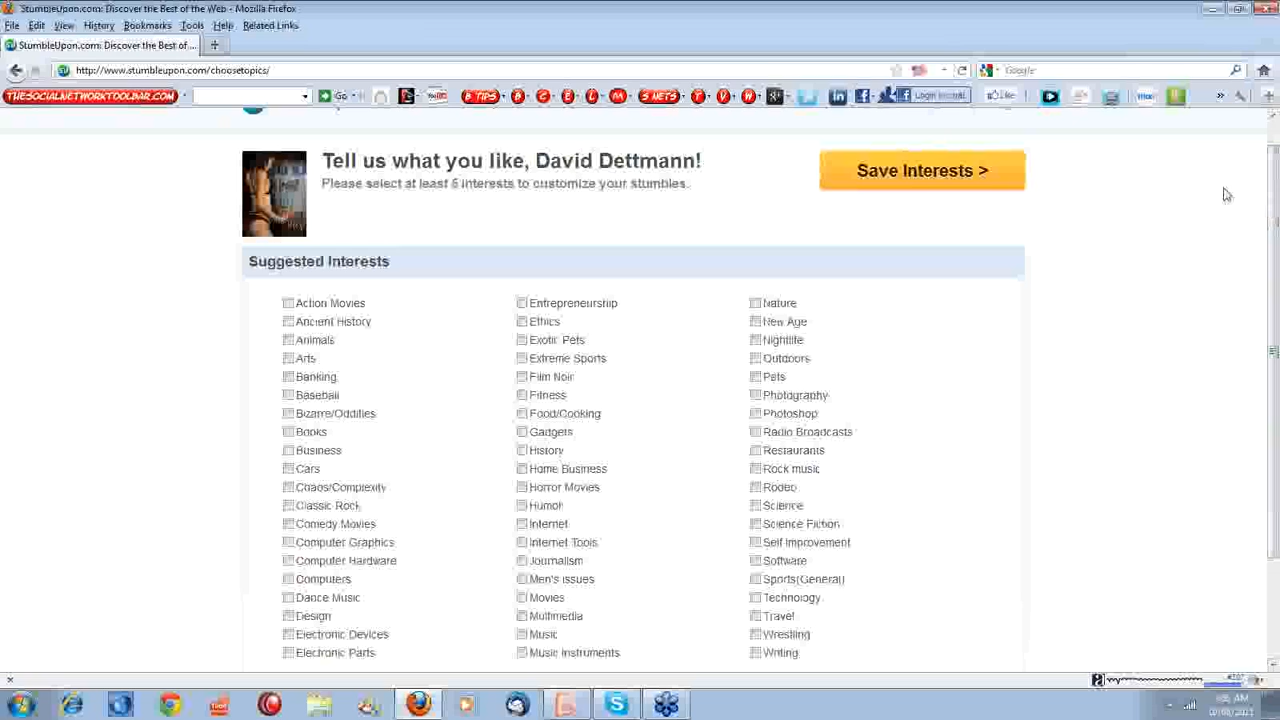 StumbleUpon.com: Discover the Best of the Web - Mozilla Firefox
File Edit View History Bookmarks Tools Help Related Links
StumbleUpon.com: Discover the Best of ...
http://www.stumbleupon.com/choosetopics/
Google
THESOCIALNETWORKTOOLBAR.COM Go YouTube B TIPS B G E L M S NETS T V W Like
Tell us what you like, David Dettmann!
Please select at least 5 interests to customize your stumbles.
Save Interests >
Suggested Interests
Action Movies Entrepreneurship Nature
Ancient History Ethics New Age
Animals Exotic Pets Nightlife
Arts Extreme Sports Outdoors
Banking Film Noir Pets
Baseball Fitness Photography
Bizarre/Oddities Food/Cooking Photoshop
Books Gadgets Radio Broadcasts
Business History Restaurants
Cars Home Business Rock music
Chaos/Complexity Horror Movies Rodeo
Classic Rock Humor Science
Comedy Movies Internet Science Fiction
Computer Graphics Internet Tools Self Improvement
Computer Hardware Journalism Software
Computers Men's Issues Sports(General)
Dance Music Movies Technology
Design Multimedia Travel
Electronic Devices Music Wrestling
Electronic Parts Music Instruments Writing